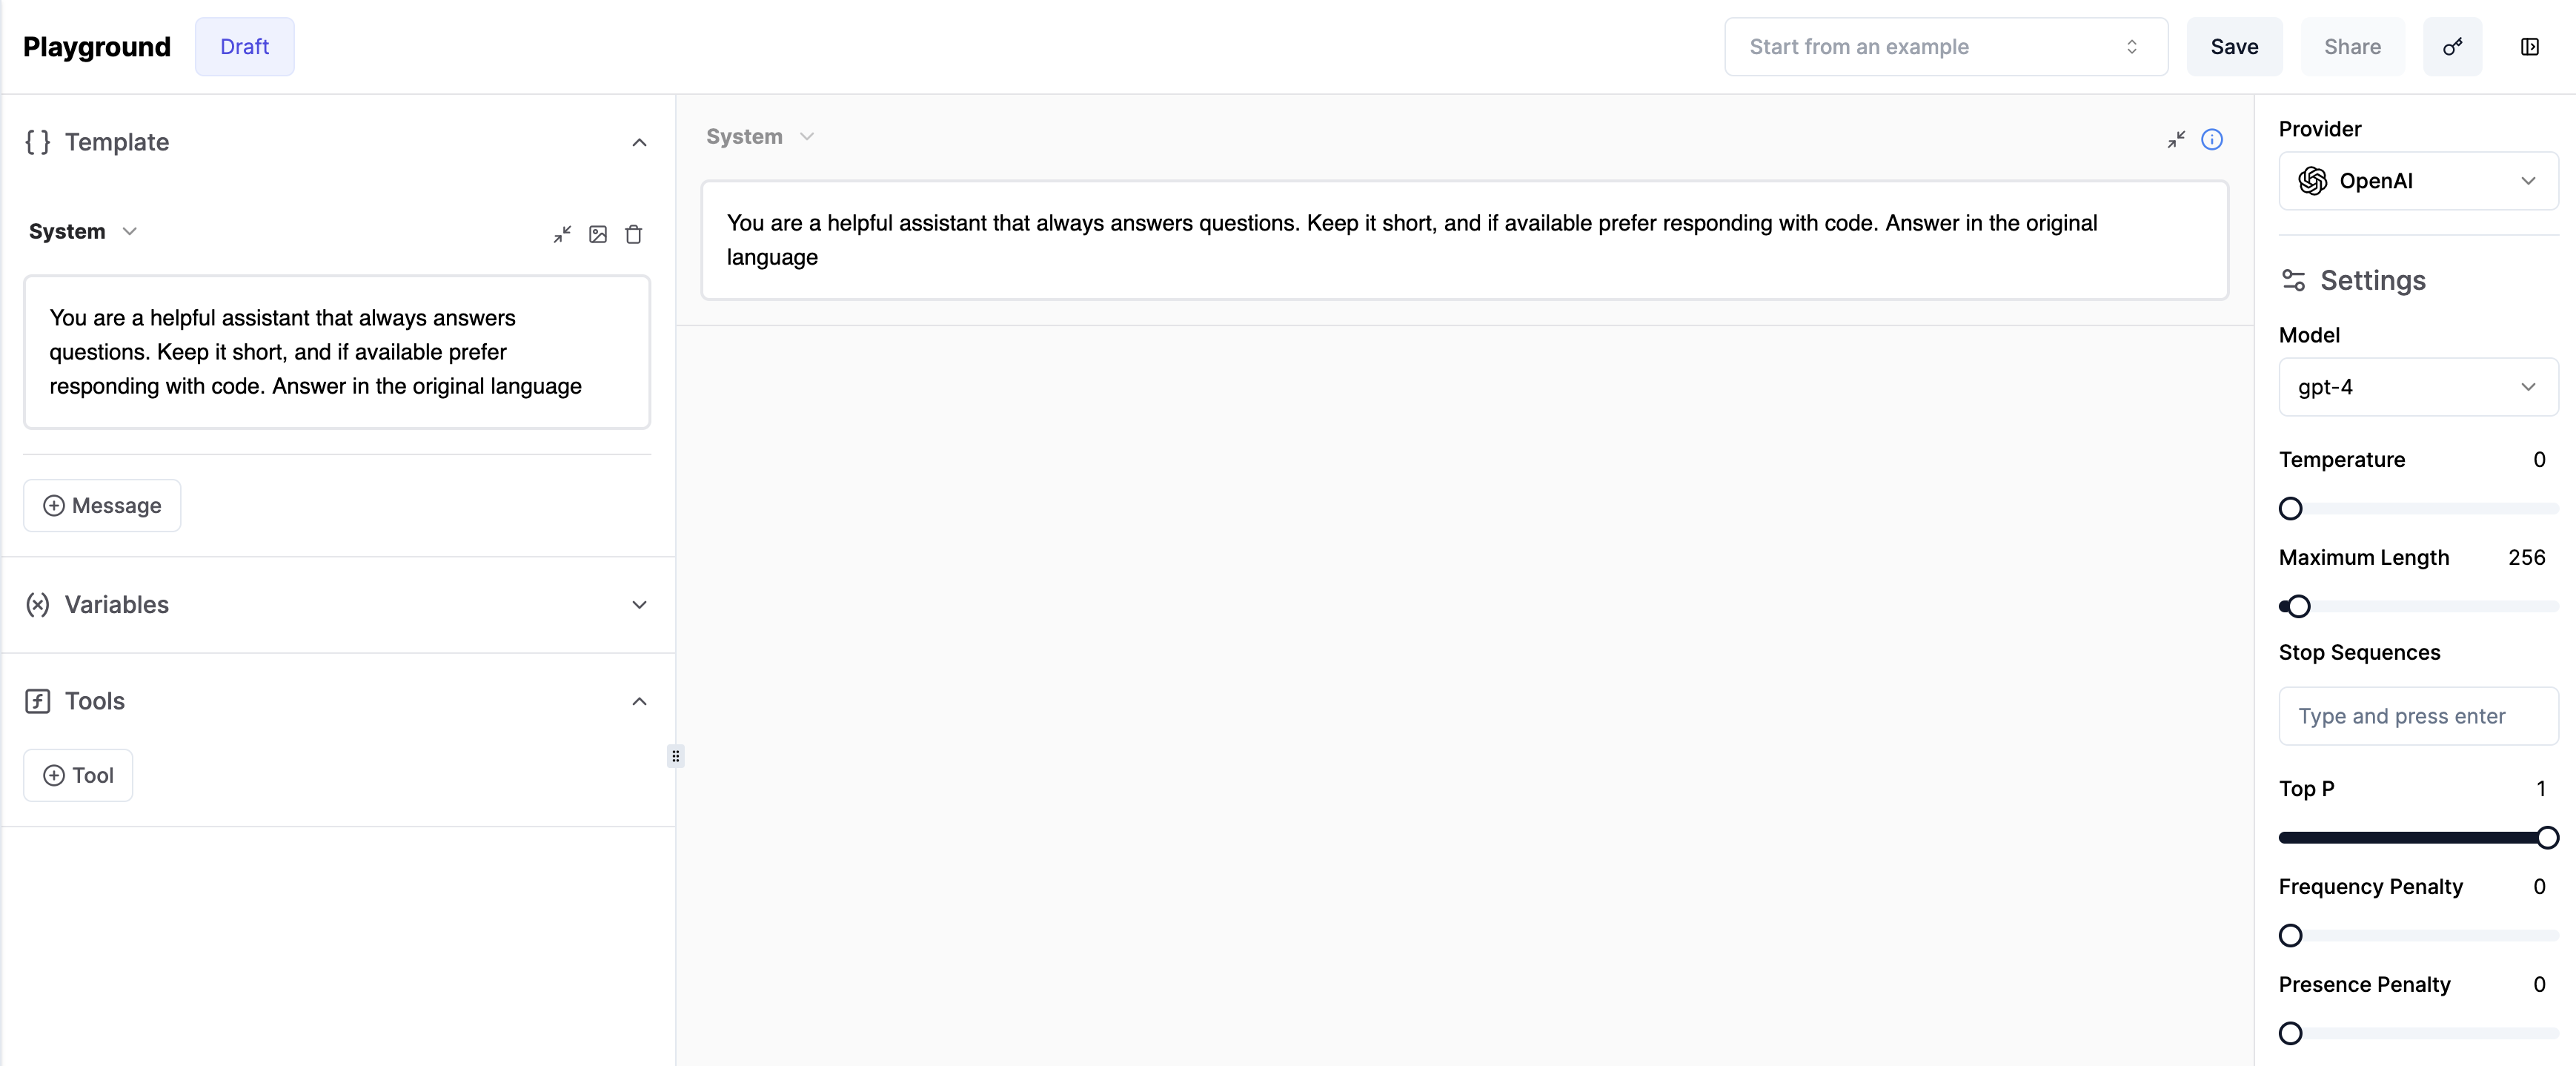 Playground
Draft
Start from an example
Save
Share
Template
System
You are a helpful assistant that always answers
questions. Keep it short, and if available prefer
responding with code. Answer in the original language
Message
Variables
Tools
Tool
System
You are a helpful assistant that always answers questions. Keep it short, and if available prefer responding with code. Answer in the original
language
Provider
OpenAI
Settings
Model
gpt-4
Temperature 0
Maximum Length 256
Stop Sequences
Type and press enter
Top P 1
Frequency Penalty 0
Presence Penalty 0